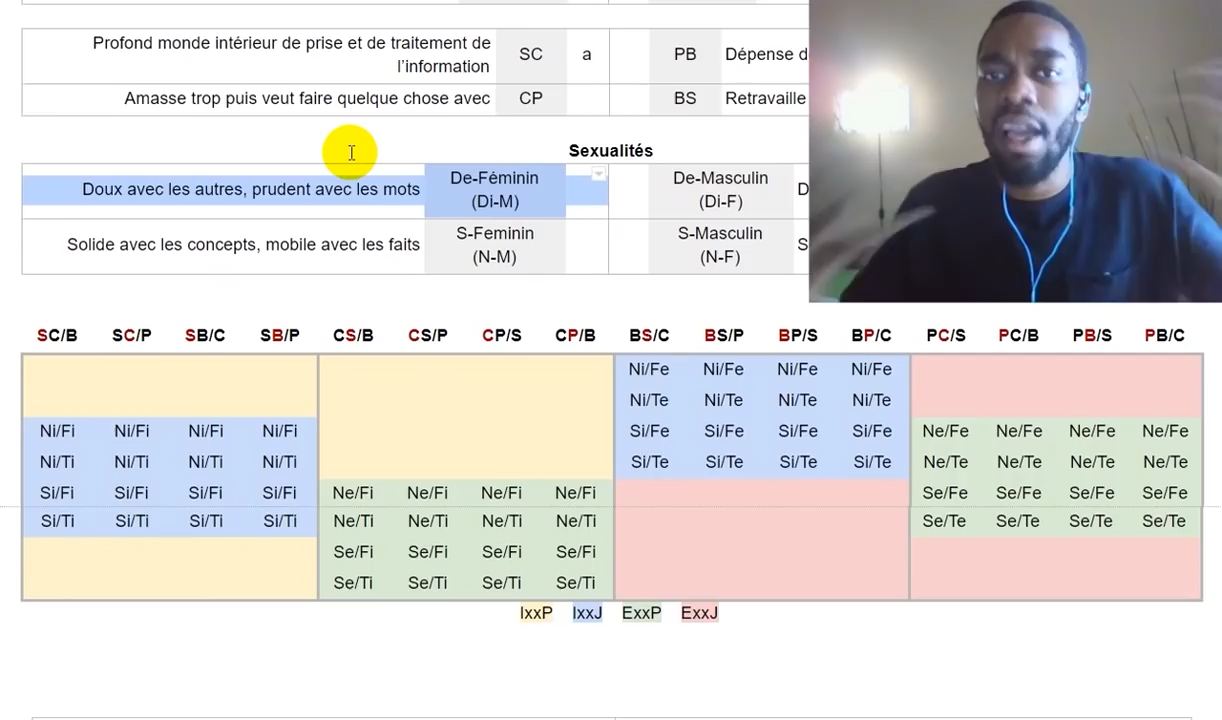 Profond monde intérieur de prise et de traitement de
l'information
SC
a
PB
Dépense d
Amasse trop puis veut faire quelque chose avec
CP
BS
Retravaille
Sexualités
Doux avec les autres, prudent avec les mots
De-Féminin
(Di-M)
De-Masculin
(Di-F)
D
Solide avec les concepts, mobile avec les faits
S-Feminin
(N-M)
S-Masculin
(N-F)
S
SC/B SC/P SB/C SB/P CS/B CS/P CP/S CP/B BS/C BS/P BP/S BP/C PC/S PC/B PB/S PB/C
Ni/Fe Ni/Fe Ni/Fe Ni/Fe
Ni/Te Ni/Te Ni/Te Ni/Te
Ni/Fi Ni/Fi Ni/Fi Ni/Fi Si/Fe Si/Fe Si/Fe Si/Fe Ne/Fe Ne/Fe Ne/Fe Ne/Fe
Ni/Ti Ni/Ti Ni/Ti Ni/Ti Si/Te Si/Te Si/Te Si/Te Ne/Te Ne/Te Ne/Te Ne/Te
Si/Fi Si/Fi Si/Fi Si/Fi Ne/Fi Ne/Fi Ne/Fi Ne/Fi Se/Fe Se/Fe Se/Fe Se/Fe
Si/Ti Si/Ti Si/Ti Si/Ti Ne/Ti Ne/Ti Ne/Ti Ne/Ti Se/Te Se/Te Se/Te Se/Te
Se/Fi Se/Fi Se/Fi Se/Fi
Se/Ti Se/Ti Se/Ti Se/Ti
IxxP IxxJ ExxP ExxJ